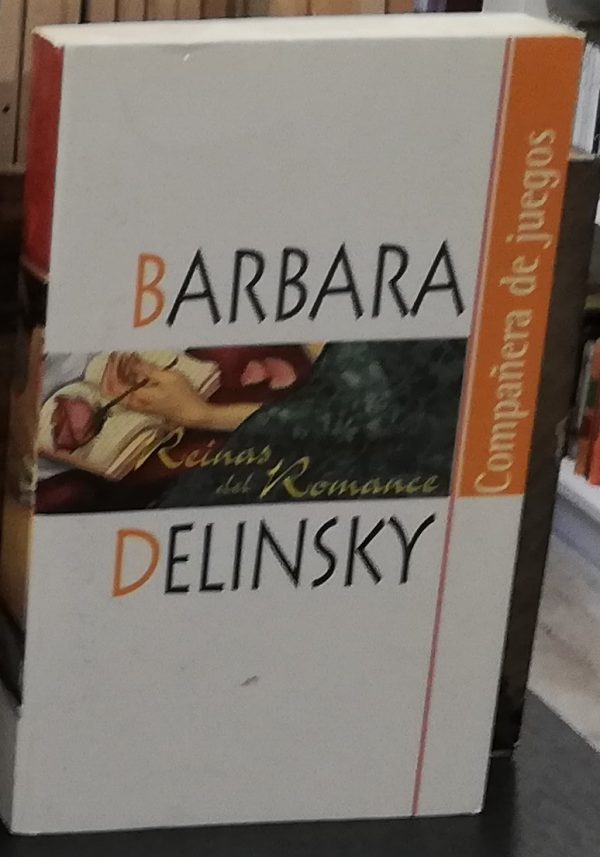 BARBARA
Reinas
del Romance
DELINSKY
Compañera de juegos